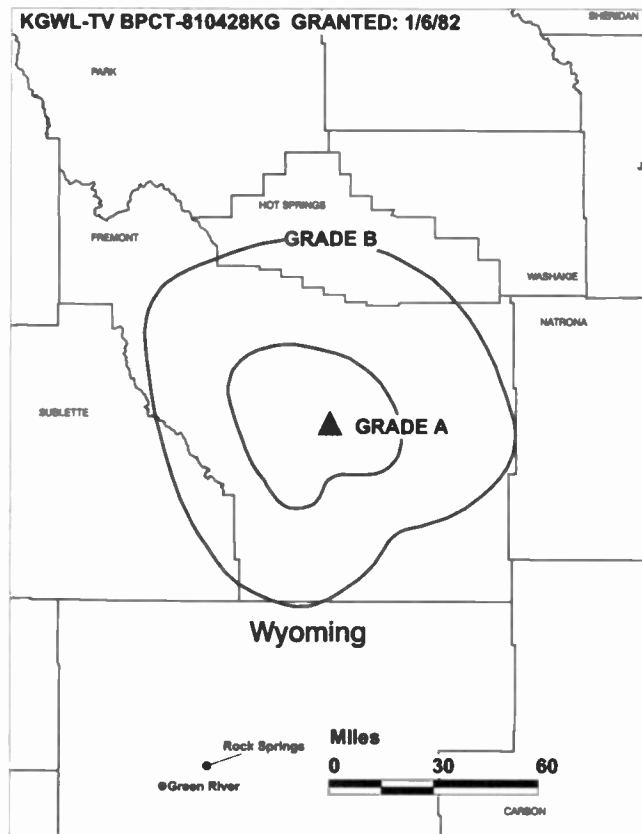 KGWL-TV BPCT-810428KG GRANTED: 1/6/82
SHERIDAN
PARK
HOT SPRINGS
FREMONT
GRADE B
WASHAKIE
NATRONA
SUBLETTE
GRADE A
Wyoming
Miles
Rock Springs
Green River
0 30 60
CARBON